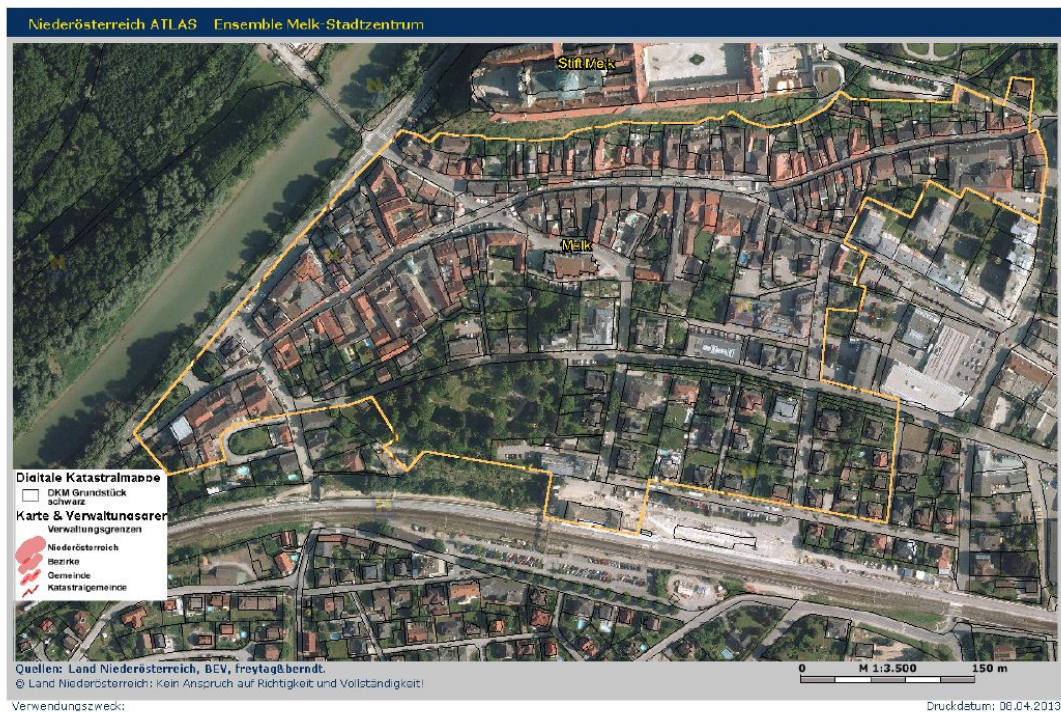 Niederösterreich ATLAS Ensemble Melk-Stadtzentrum
Stift Melk
Melk
Digitale Katastralmappe
DKM Grundstück
schwarz
Karte & Verwaltungsgrer
Verwaltungsgrenzen
Niederösterreich
Bezirke
Gemeinde
Katastralgemeinde
Quellen: Land Niederösterreich, BEV, freytag&berndt.
© Land Niederösterreich: Kein Anspruch auf Richtigkeit und Vollständigkeit!
0 M 1:3.500 150 m
Verwendungszweck:
Druckdatum: 08.04.2013